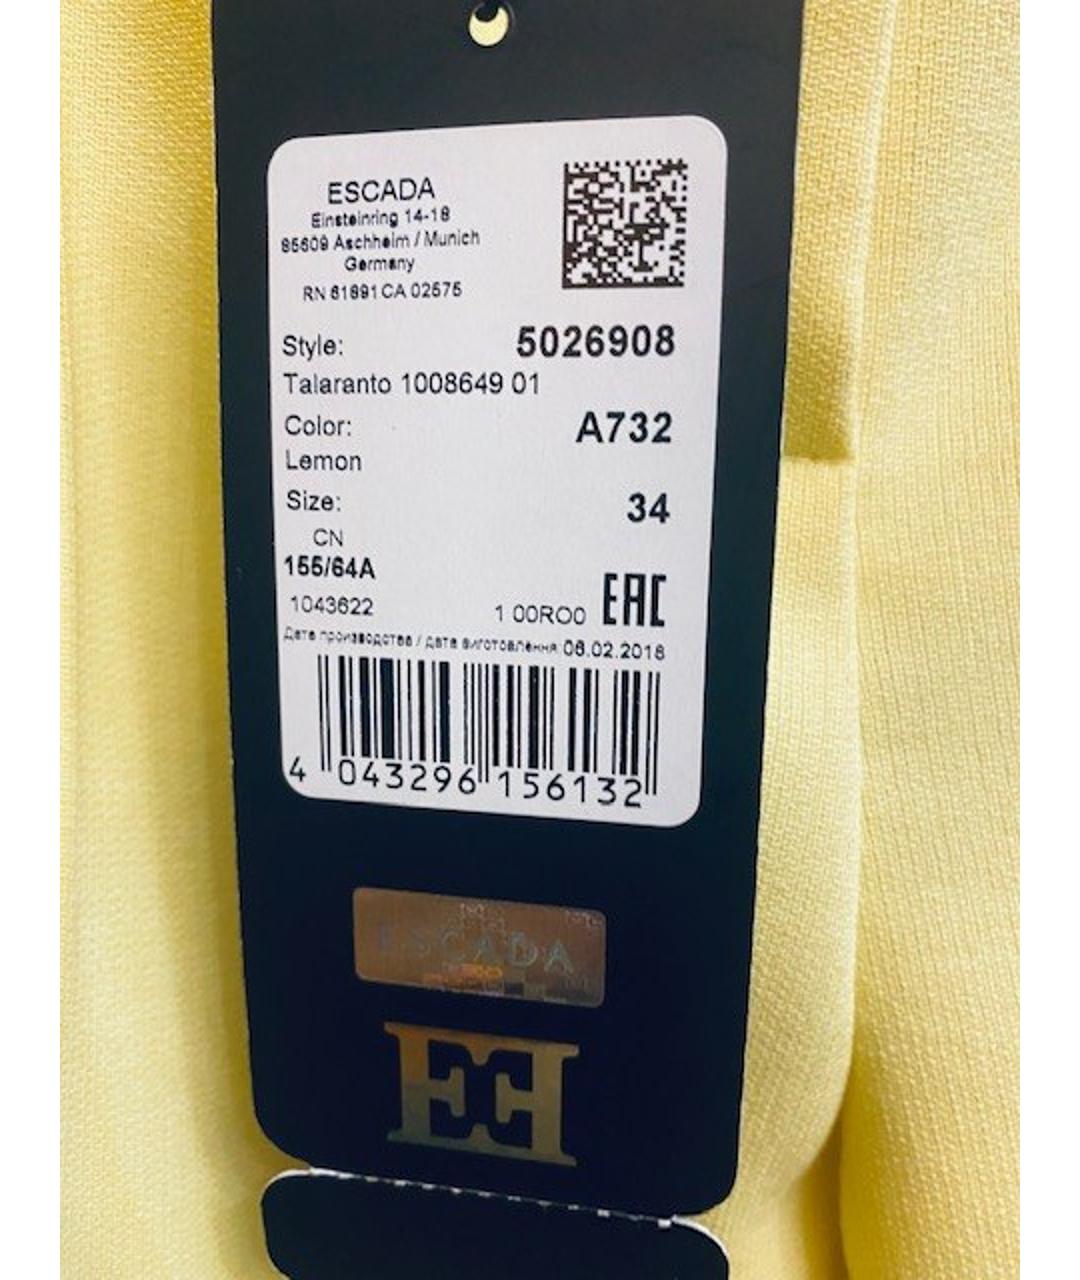 ESCADA
Einsteinring 14-18
85609 Aschheim / Munich
Germany
RN 61891 CA 02575
Style: 5026908
Talaranto 1008649 01
Color: A732
Lemon
Size: 34
CN
155/64A
1043622 1 00RO0 EAC
Дата производства / дата виготовлення 08.02.2018
4 043296 156132
ESCADA